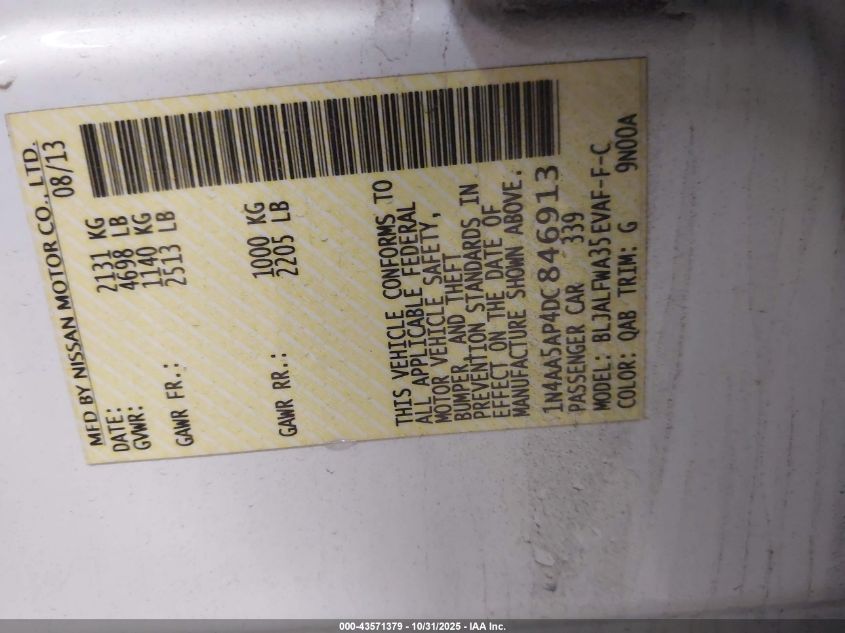 MFD BY NISSAN MOTOR CO., LTD.
DATE: 08/13
GVWR: 2131 KG
4698 LB
GAWR FR.: 1140 KG
2513 LB
GAWR RR.: 1000 KG
2205 LB
THIS VEHICLE CONFORMS TO
ALL APPLICABLE FEDERAL
MOTOR VEHICLE SAFETY,
BUMPER, AND THEFT
PREVENTION STANDARDS IN
EFFECT ON THE DATE OF
MANUFACTURE SHOWN ABOVE.
1N4AA5AP4DC846913
PASSENGER CAR 339
MODEL: BLJALFWA35EVAF-F-C
COLOR: QAB TRIM: G 9N00A
000-43571379 - 10/31/2025 - IAA Inc.